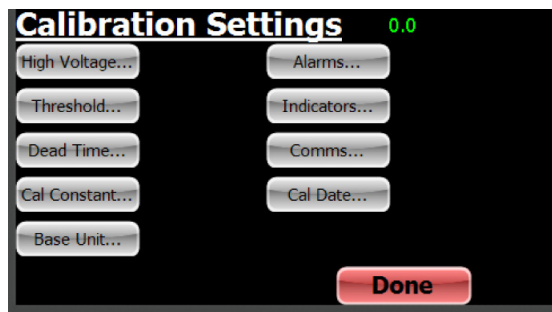 Calibration Settings 0.0
High Voltage... Alarms...
Threshold... Indicators...
Dead Time... Comms...
Cal Constant... Cal Date...
Base Unit...
Done